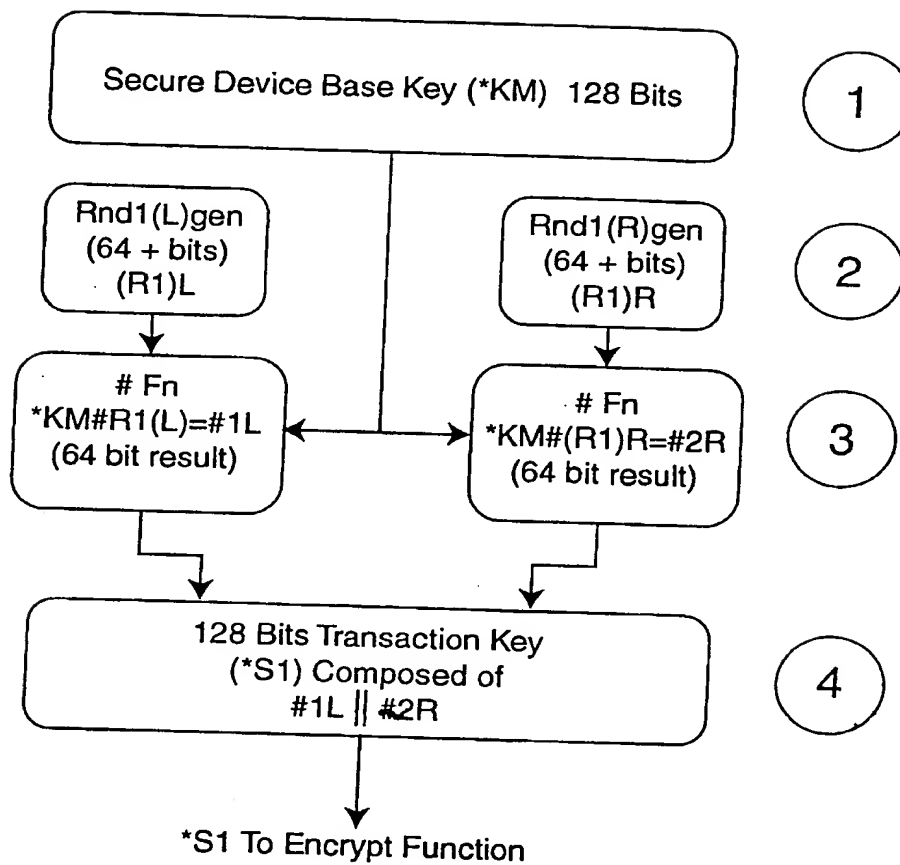 Secure Device Base Key (*KM) 128 Bits
1
Rnd1(L)gen
(64 + bits)
(R1)L
Rnd1(R)gen
(64 + bits)
(R1)R
2
# Fn
*KM#R1(L)=#1L
(64 bit result)
# Fn
*KM#(R1)R=#2R
(64 bit result)
3
128 Bits Transaction Key
(*S1) Composed of
#1L || #2R
4
*S1 To Encrypt Function